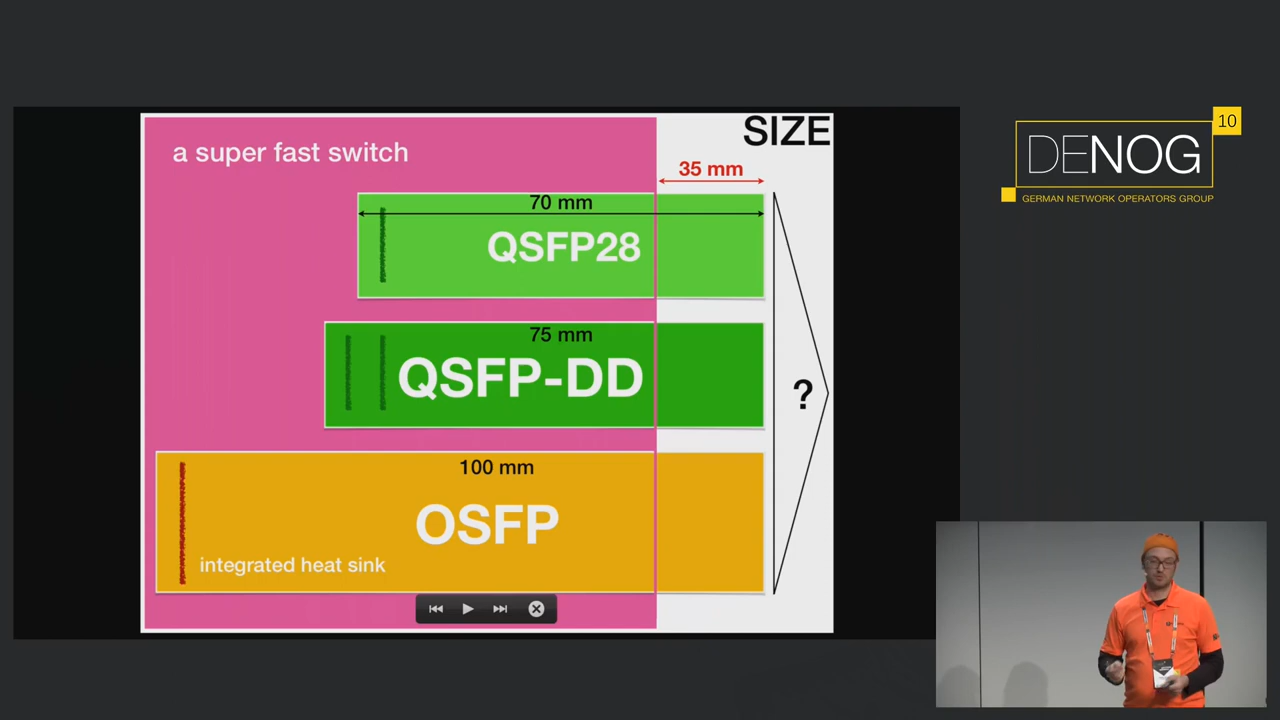 SIZE
a super fast switch
35 mm
70 mm
QSFP28
75 mm
QSFP-DD
?
100 mm
OSFP
integrated heat sink
10
DENOG
GERMAN NETWORK OPERATORS GROUP